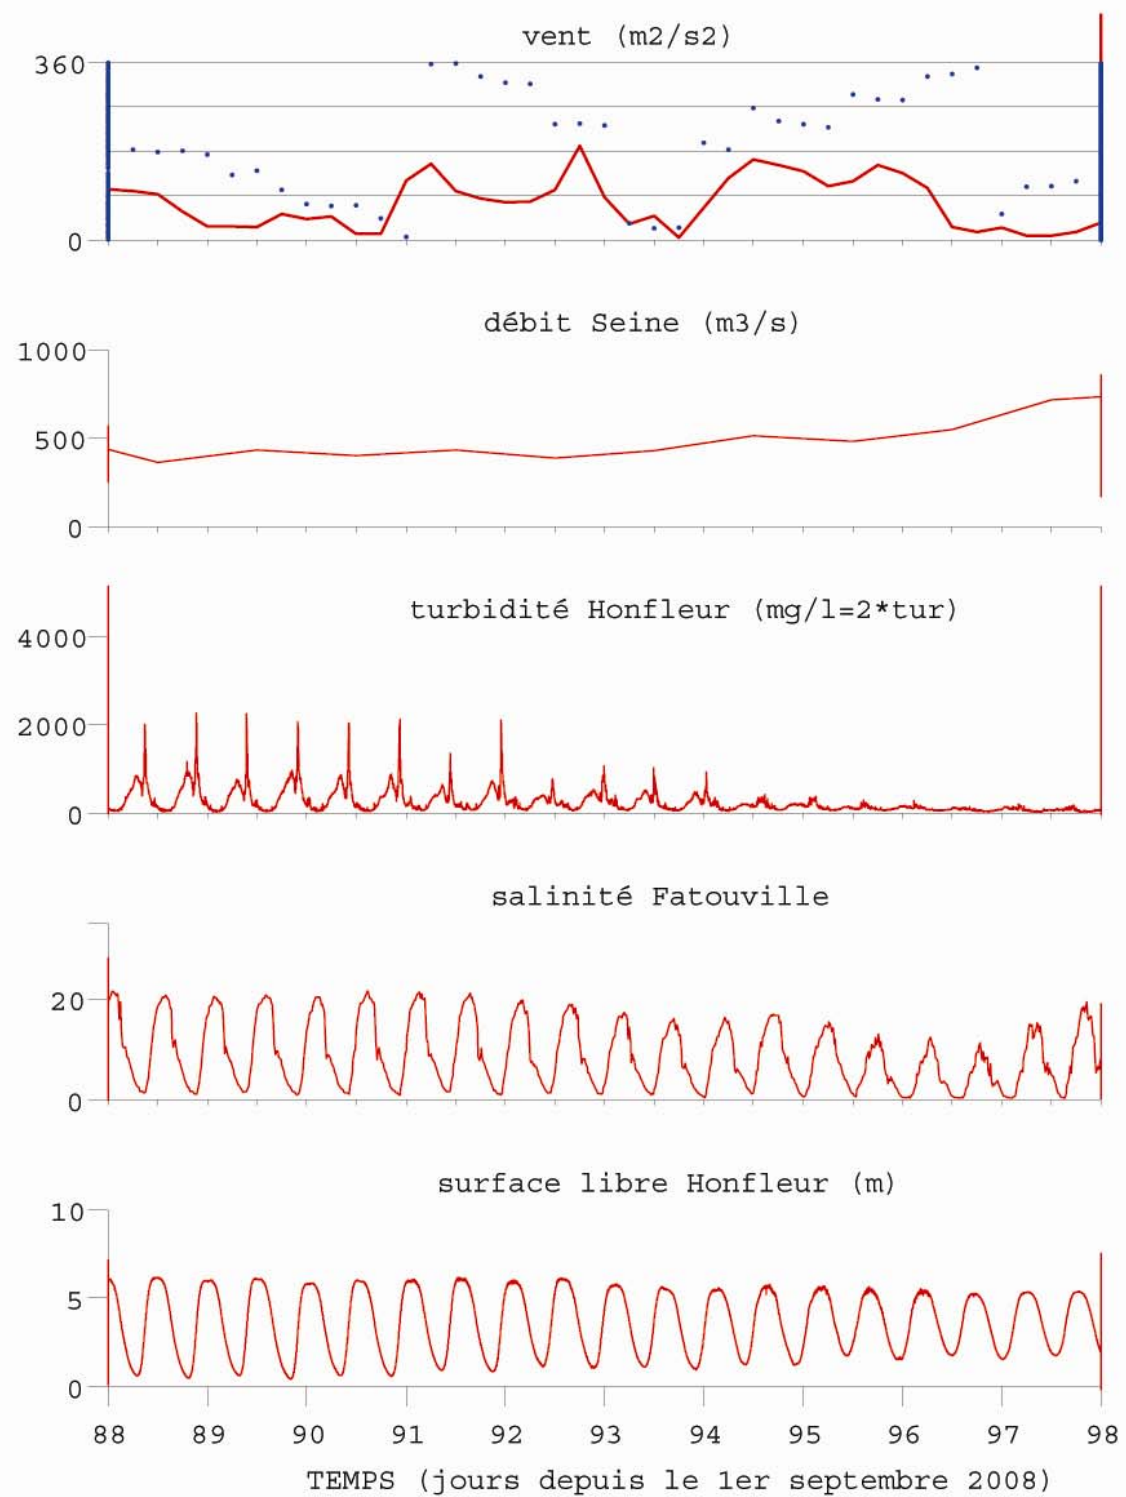 vent (m2/s2)
360
0
débit Seine (m3/s)
1000
500
0
turbidité Honfleur (mg/l=2*tur)
4000
2000
0
salinité Fatouville
20
0
surface libre Honfleur (m)
10
5
0
88 89 90 91 92 93 94 95 96 97 98
TEMPS (jours depuis le 1er septembre 2008)